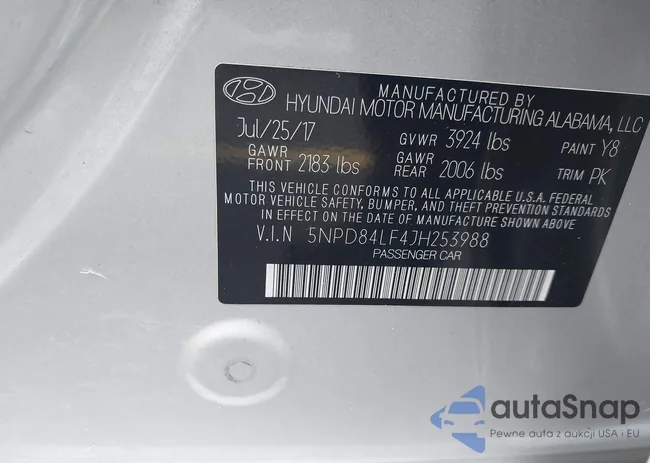 MANUFACTURED BY
HYUNDAI MOTOR MANUFACTURING ALABAMA, LLC
Jul/25/17 GVWR 3924 lbs PAINT Y8
GAWR FRONT 2183 lbs GAWR REAR 2006 lbs TRIM PK
THIS VEHICLE CONFORMS TO ALL APPLICABLE U.S.A. FEDERAL
MOTOR VEHICLE SAFETY, BUMPER, AND THEFT PREVENTION STANDARDS
IN EFFECT ON THE DATE OF MANUFACTURE SHOWN ABOVE
V.I.N 5NPD84LF4JH253988
PASSENGER CAR
autaSnap
Pewne auta z aukcji USA i EU